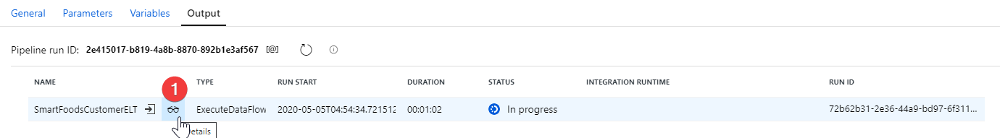 General Parameters Variables Output
Pipeline run ID: 2e415017-b819-4a8b-8870-892b1e3af567 [@]
NAME TYPE RUN START DURATION STATUS INTEGRATION RUNTIME RUN ID
1
SmartFoodsCustomerELT ExecuteDataFlow 2020-05-05T04:54:34.721512 00:01:02 In progress 72b62b31-2e36-44a9-bd97-6f311...
etails